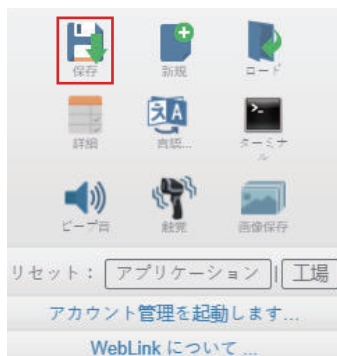 保存 新規 ロード
詳細 言語... ターミナ
ル
ビープ音 触覚 画像保存
リセット： アプリケーション | 工場
アカウント管理を起動します...
WebLink について ...